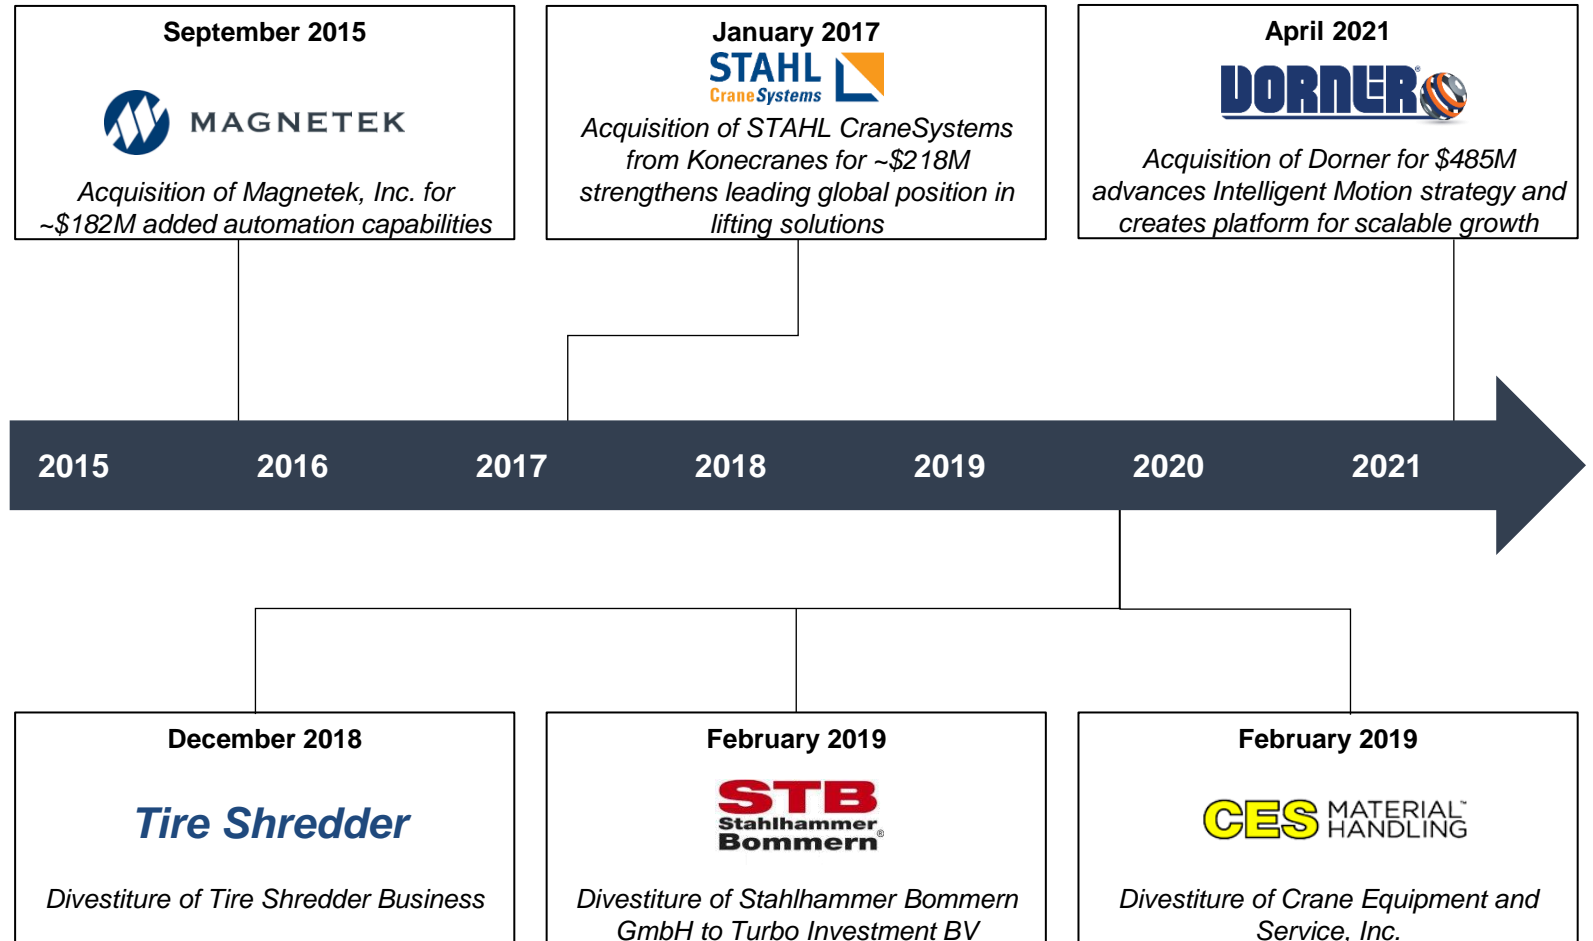 September 2015
MAGNETEK
Acquisition of Magnetek, Inc. for
~$182M added automation capabilities
January 2017
STAHL
CraneSystems
Acquisition of STAHL CraneSystems
from Konecranes for ~$218M
strengthens leading global position in
lifting solutions
April 2021
DORNER®
Acquisition of Dorner for $485M
advances Intelligent Motion strategy and
creates platform for scalable growth
2015 2016 2017 2018 2019 2020 2021
December 2018
Tire Shredder
Divestiture of Tire Shredder Business
February 2019
STB
Stahlhammer
Bommern®
Divestiture of Stahlhammer Bommern
GmbH to Turbo Investment BV
February 2019
CES MATERIAL™
HANDLING
Divestiture of Crane Equipment and
Service, Inc.